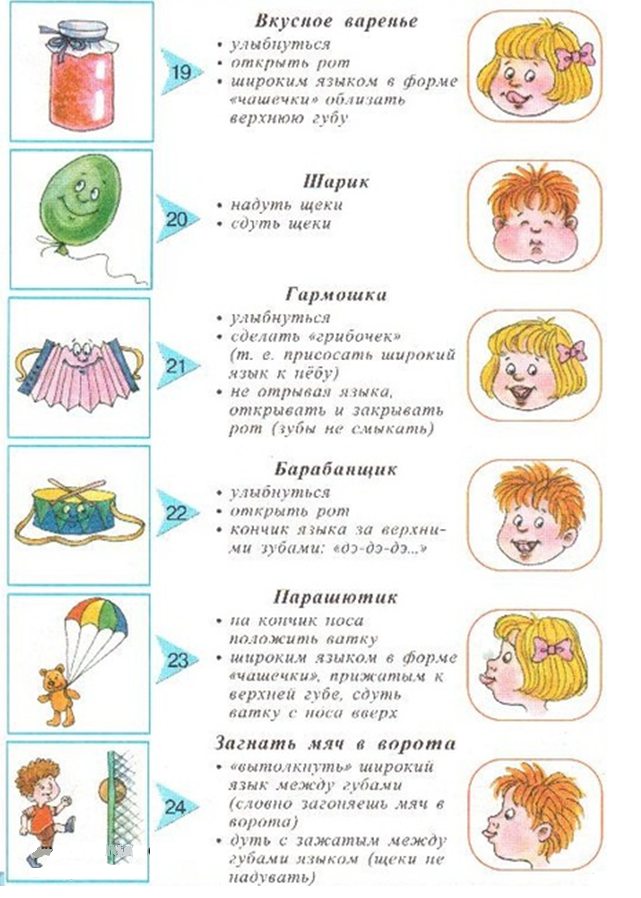 Вкусное варенье
19
• улыбнуться
• открыть рот
• широким языком в форме
«чашечки» облизать
верхнюю губу
Шарик
20
• надуть щеки
• сдуть щеки
Гармошка
21
• улыбнуться
• сделать «грибочек»
(т. е. присосать широкий
язык к нёбу)
• не отрывая языка,
открывать и закрывать
рот (зубы не смыкать)
Барабанщик
22
• улыбнуться
• открыть рот
• кончик языка за верхни-
ми зубами: «дэ-дэ-дэ...»
Парашютик
23
• на кончик носа
положить ватку
• широким языком в форме
«чашечки», прижатым к
верхней губе, сдуть
ватку с носа вверх
Загнать мяч в ворота
24
• «вытолкнуть» широкий
язык между губами
(словно загоняешь мяч в
ворота)
• дуть с зажатым между
губами языком (щеки не
надувать)